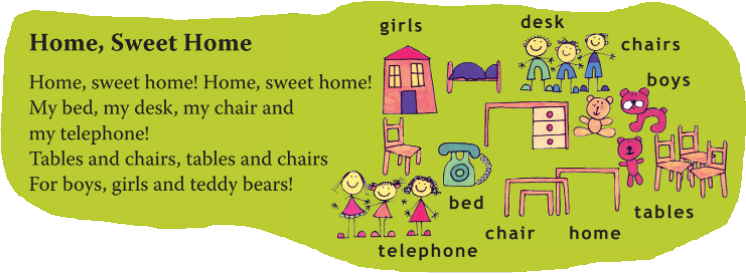 Home, Sweet Home
Home, sweet home! Home, sweet home!
My bed, my desk, my chair and
my telephone!
Tables and chairs, tables and chairs
For boys, girls and teddy bears!
girls
desk
chairs
boys
bed
tables
chair
home
telephone